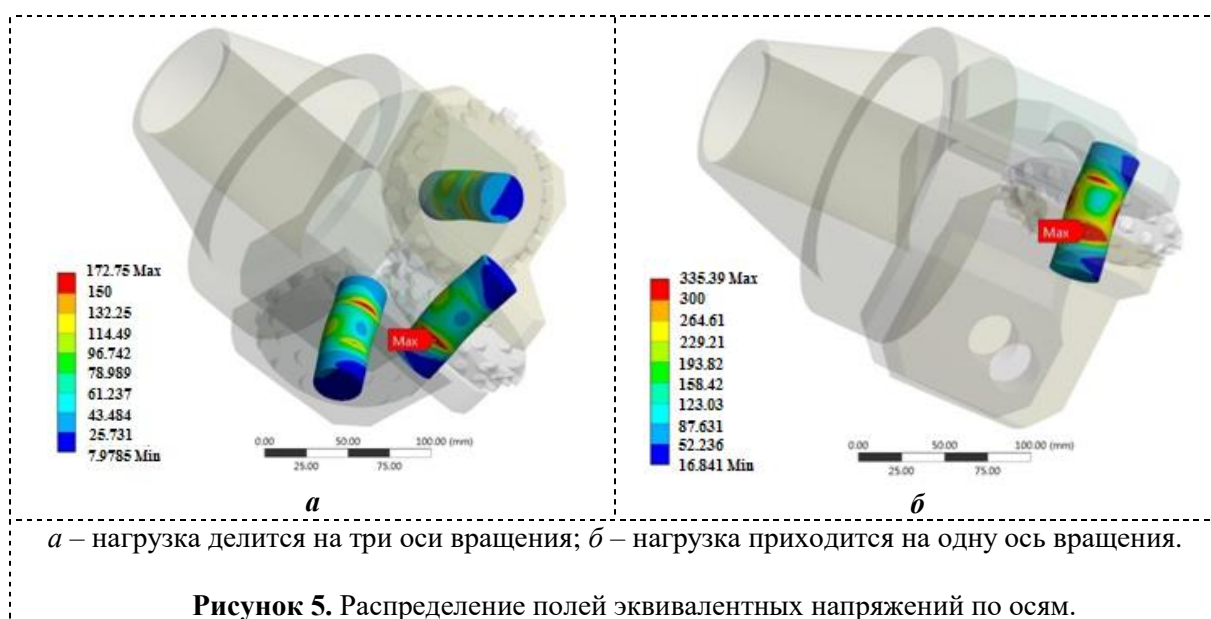 Max
172.75 Max
150
132.25
114.49
96.742
78.989
61.237
43.484
25.731
7.9785 Min
0.00 50.00 100.00 (mm)
25.00 75.00
а
Max
335.39 Max
300
264.61
229.21
193.82
158.42
123.03
87.631
52.236
16.841 Min
0.00 50.00 100.00 (mm)
25.00 75.00
б
а – нагрузка делится на три оси вращения; б – нагрузка приходится на одну ось вращения.
Рисунок 5. Распределение полей эквивалентных напряжений по осям.